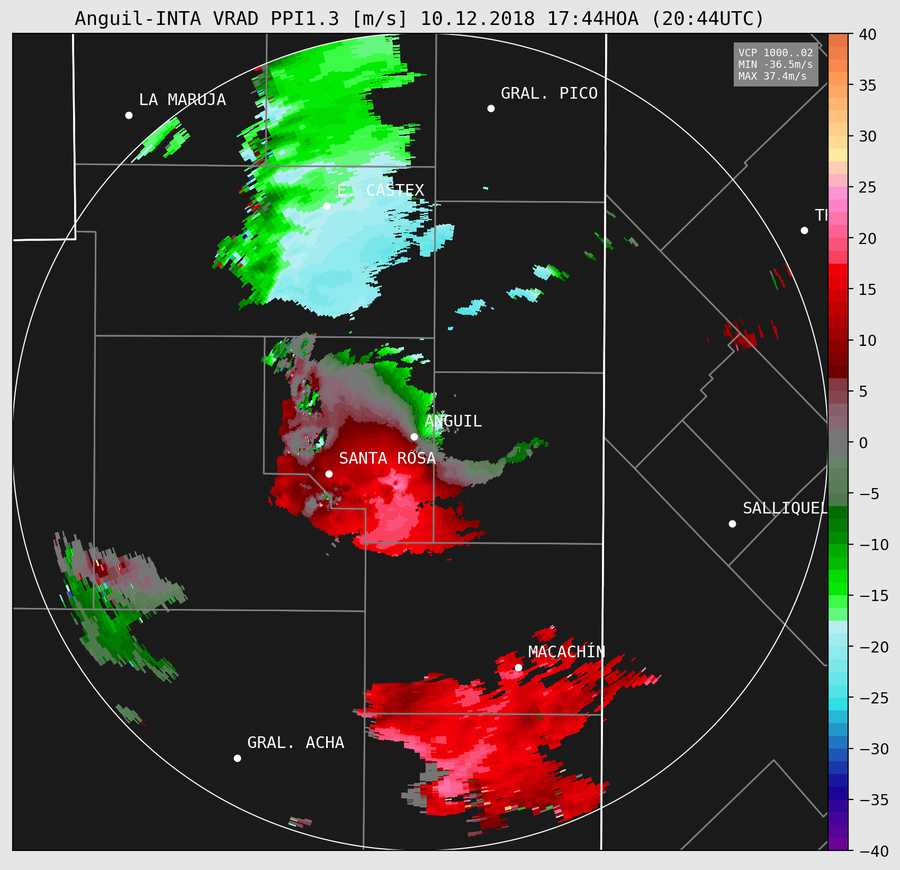 Anguil-INTA VRAD PPI1.3 [m/s] 10.12.2018 17:44HOA (20:44UTC)
VCP 1000..02
MIN -36.5m/s
MAX 37.4m/s
LA MARUJA
GRAL. PICO
E. CASTEX
TR
ANGUIL
SANTA ROSA
SALLIQUEL
MACACHÍN
GRAL. ACHA
40
35
30
25
20
15
10
5
0
−5
−10
−15
−20
−25
−30
−35
−40